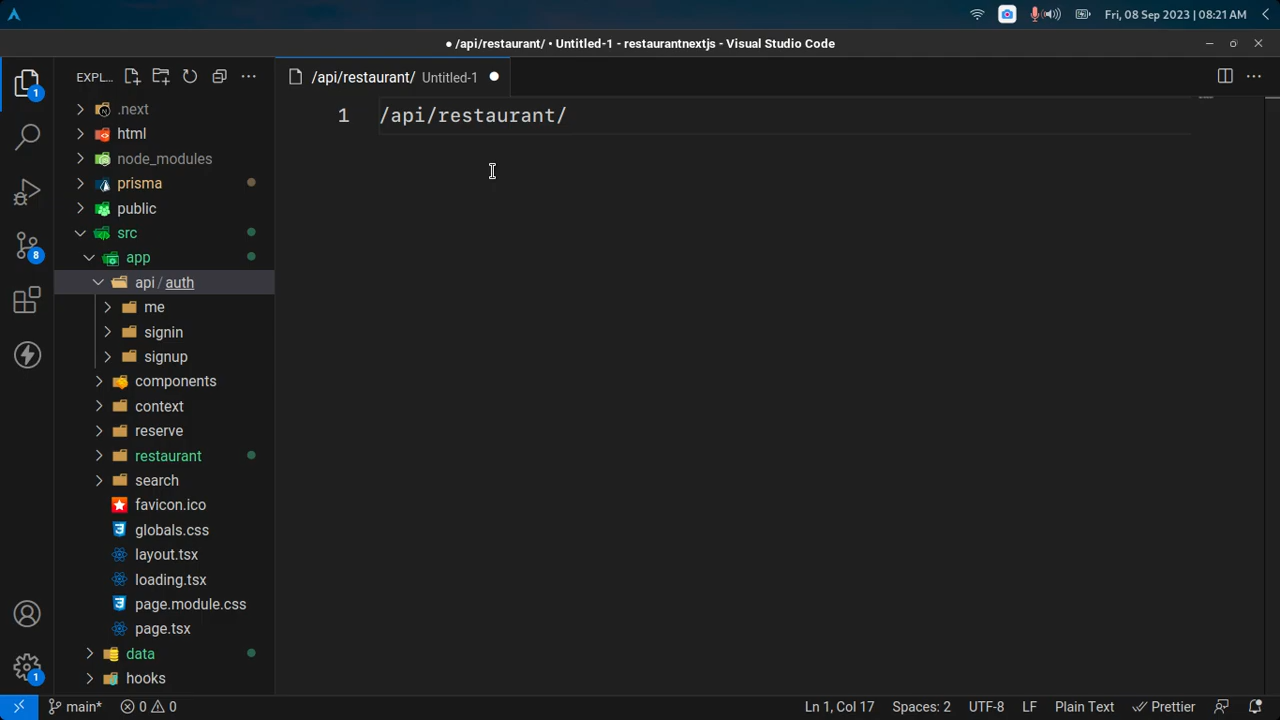 Fri, 08 Sep 2023 | 08:21 AM
● /api/restaurant/ • Untitled-1 - restaurantnextjs - Visual Studio Code
EXPL...
/api/restaurant/ Untitled-1
1 /api/restaurant/
.next
html
node_modules
prisma
public
src
app
api / auth
me
signin
signup
components
context
reserve
restaurant
search
favicon.ico
globals.css
layout.tsx
loading.tsx
page.module.css
page.tsx
data
hooks
1
8
1
main* 0 0 Ln 1, Col 17 Spaces: 2 UTF-8 LF Plain Text Prettier